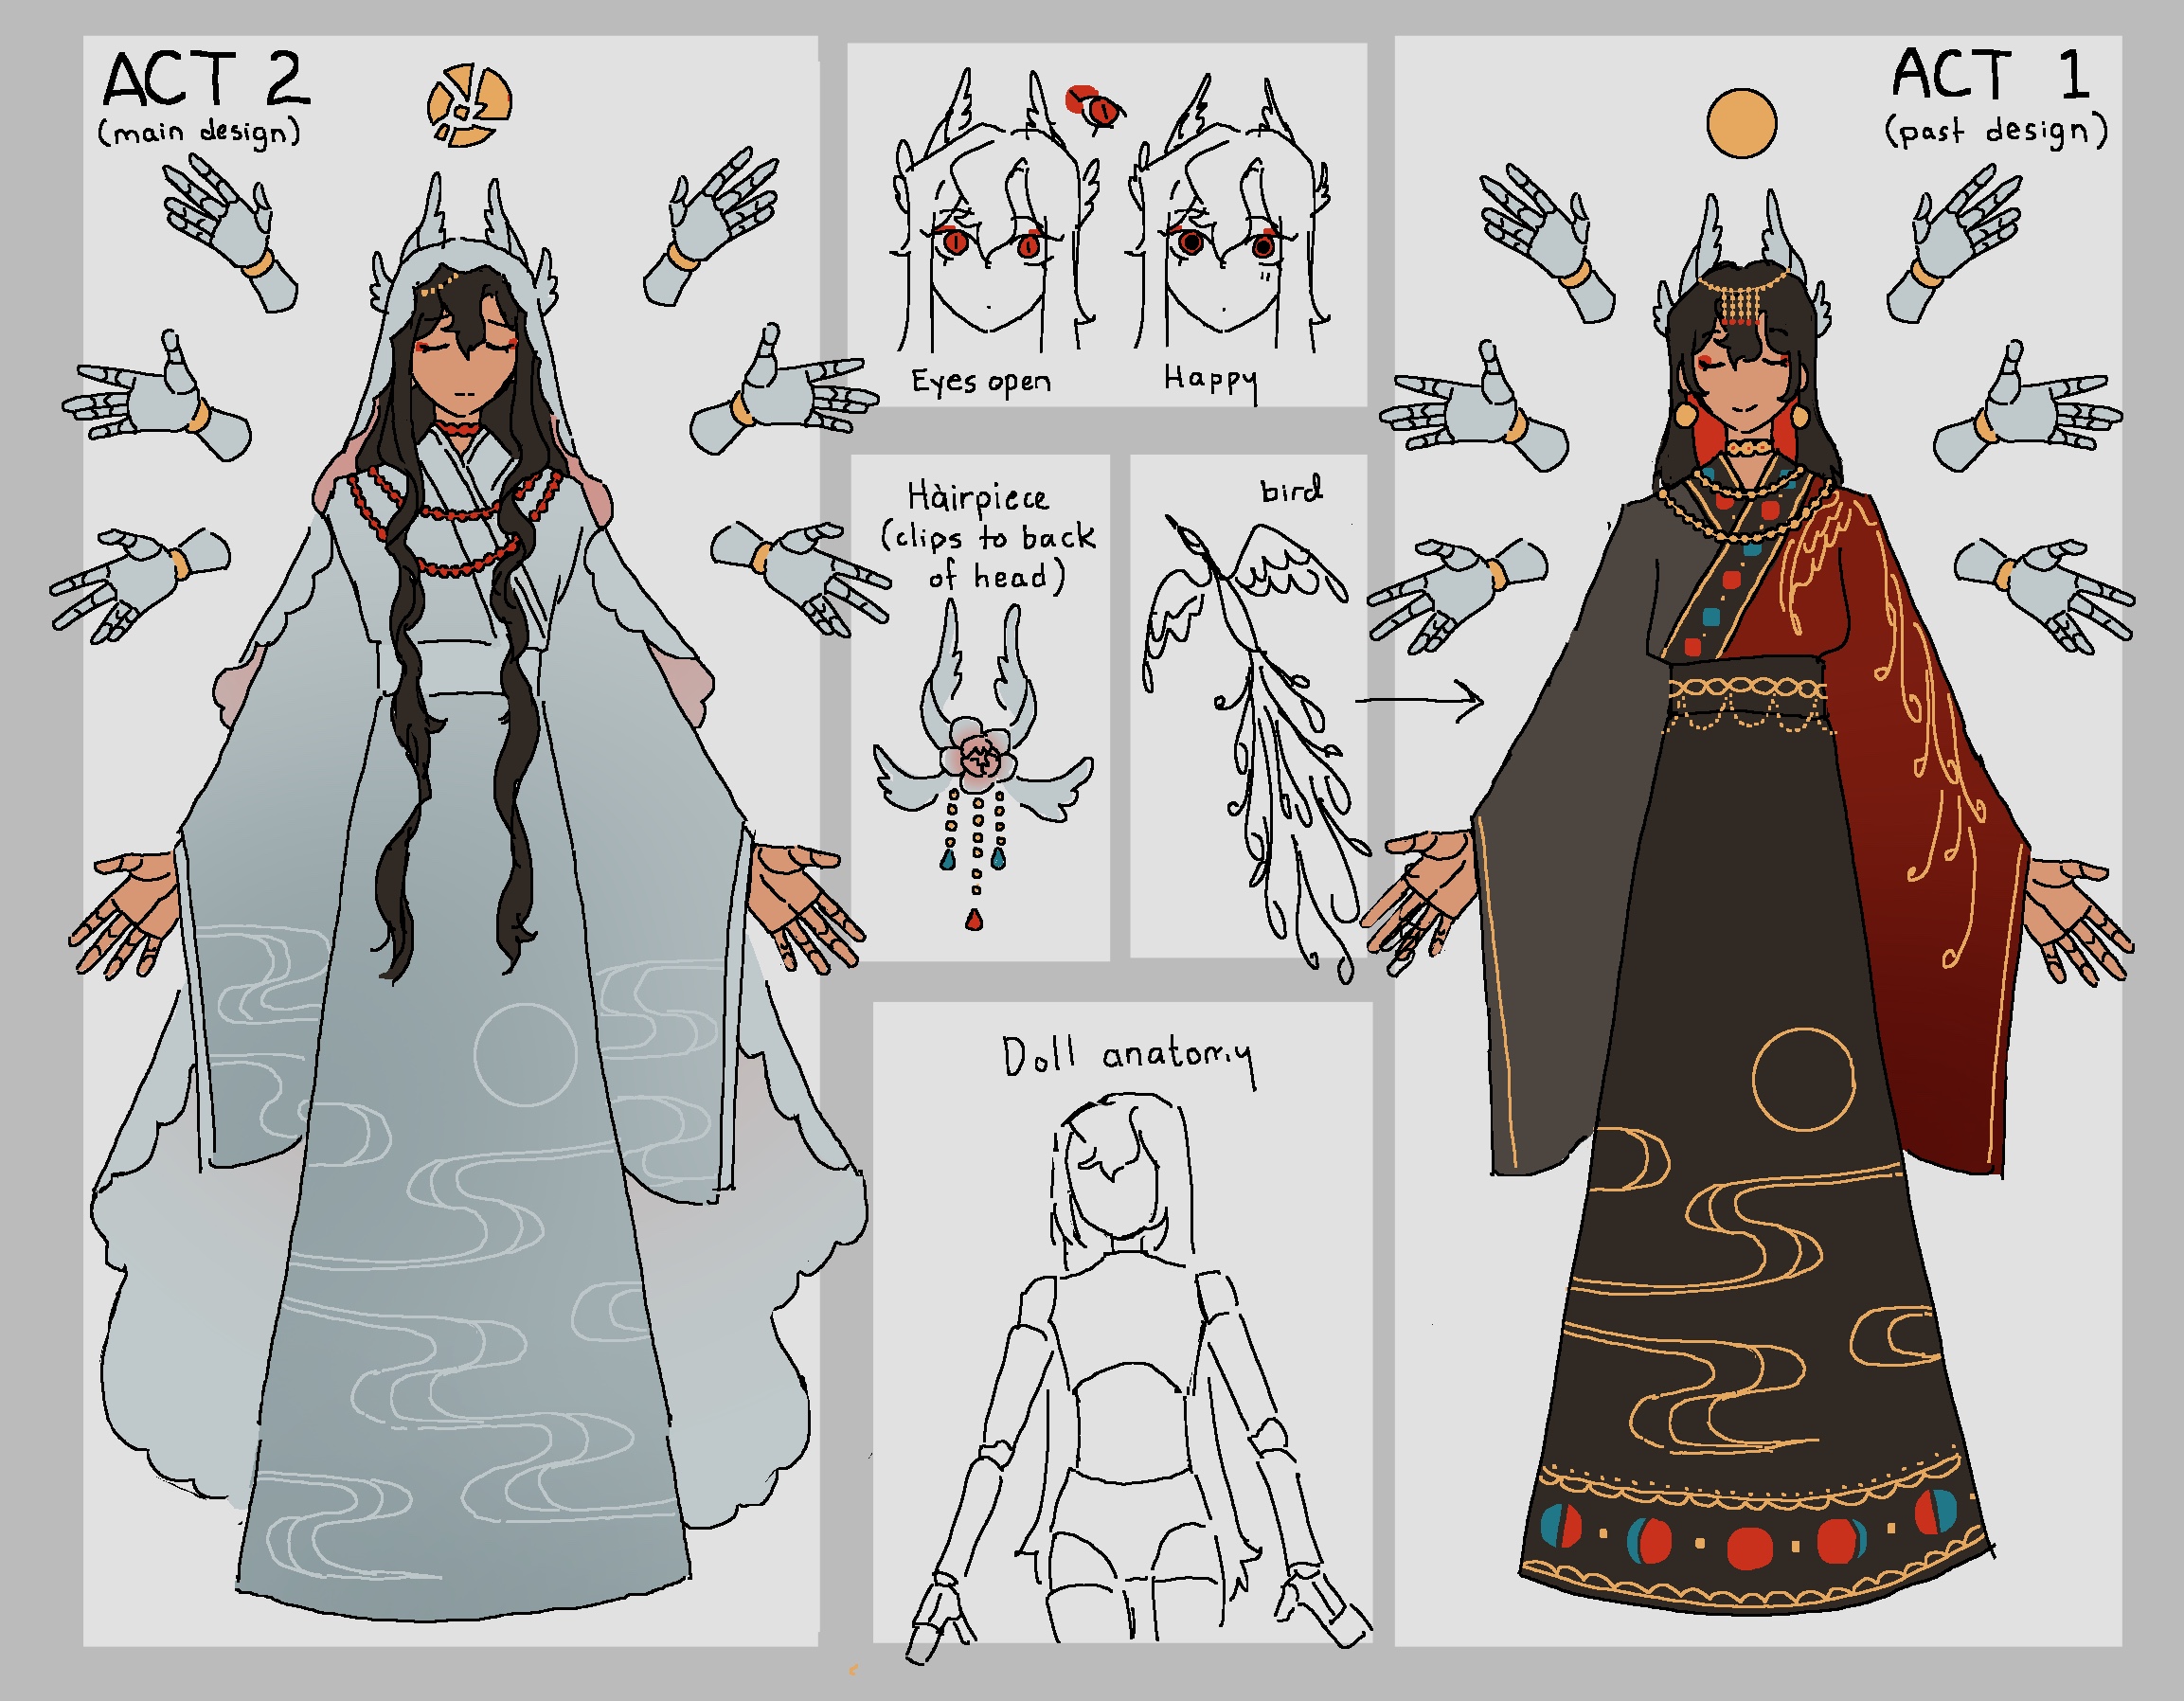 ACT 2
(main design)
Eyes open
Happy
Hairpiece
(clips to back
of head)
bird
Doll anatomy
ACT 1
(past design)